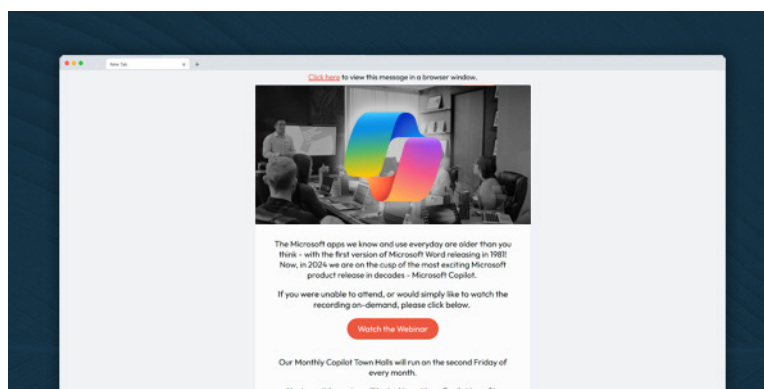 New Tab
Click here to view this message in a browser window.
The Microsoft apps we know and use everyday are older than you
think - with the first version of Microsoft Word releasing in 1981!
Now, in 2024 we are on the cusp of the most exciting Microsoft
product release in decades - Microsoft Copilot.
If you were unable to attend, or would simply like to watch the
recording on-demand, please click below.
Watch the Webinar
Our Monthly Copilot Town Halls will run on the second Friday of
every month.